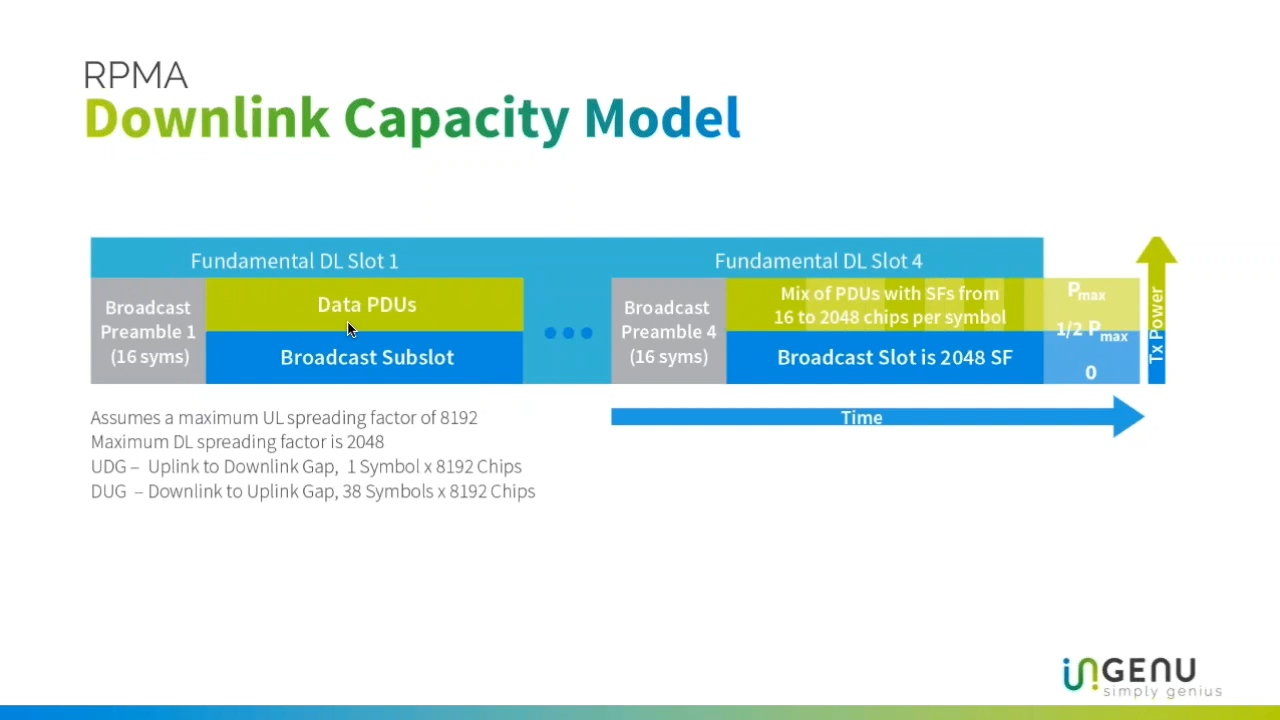 RPMA
Downlink Capacity Model
Fundamental DL Slot 1
Fundamental DL Slot 4
Broadcast
Preamble 1
(16 syms)
Data PDUs
Broadcast Subslot
Broadcast
Preamble 4
(16 syms)
Mix of PDUs with SFs from
16 to 2048 chips per symbol
Broadcast Slot is 2048 SF
Pmax
1/2 Pmax
0
Tx Power
Time
Assumes a maximum UL spreading factor of 8192
Maximum DL spreading factor is 2048
UDG – Uplink to Downlink Gap, 1 Symbol x 8192 Chips
DUG – Downlink to Uplink Gap, 38 Symbols x 8192 Chips
inGENU
simply genius